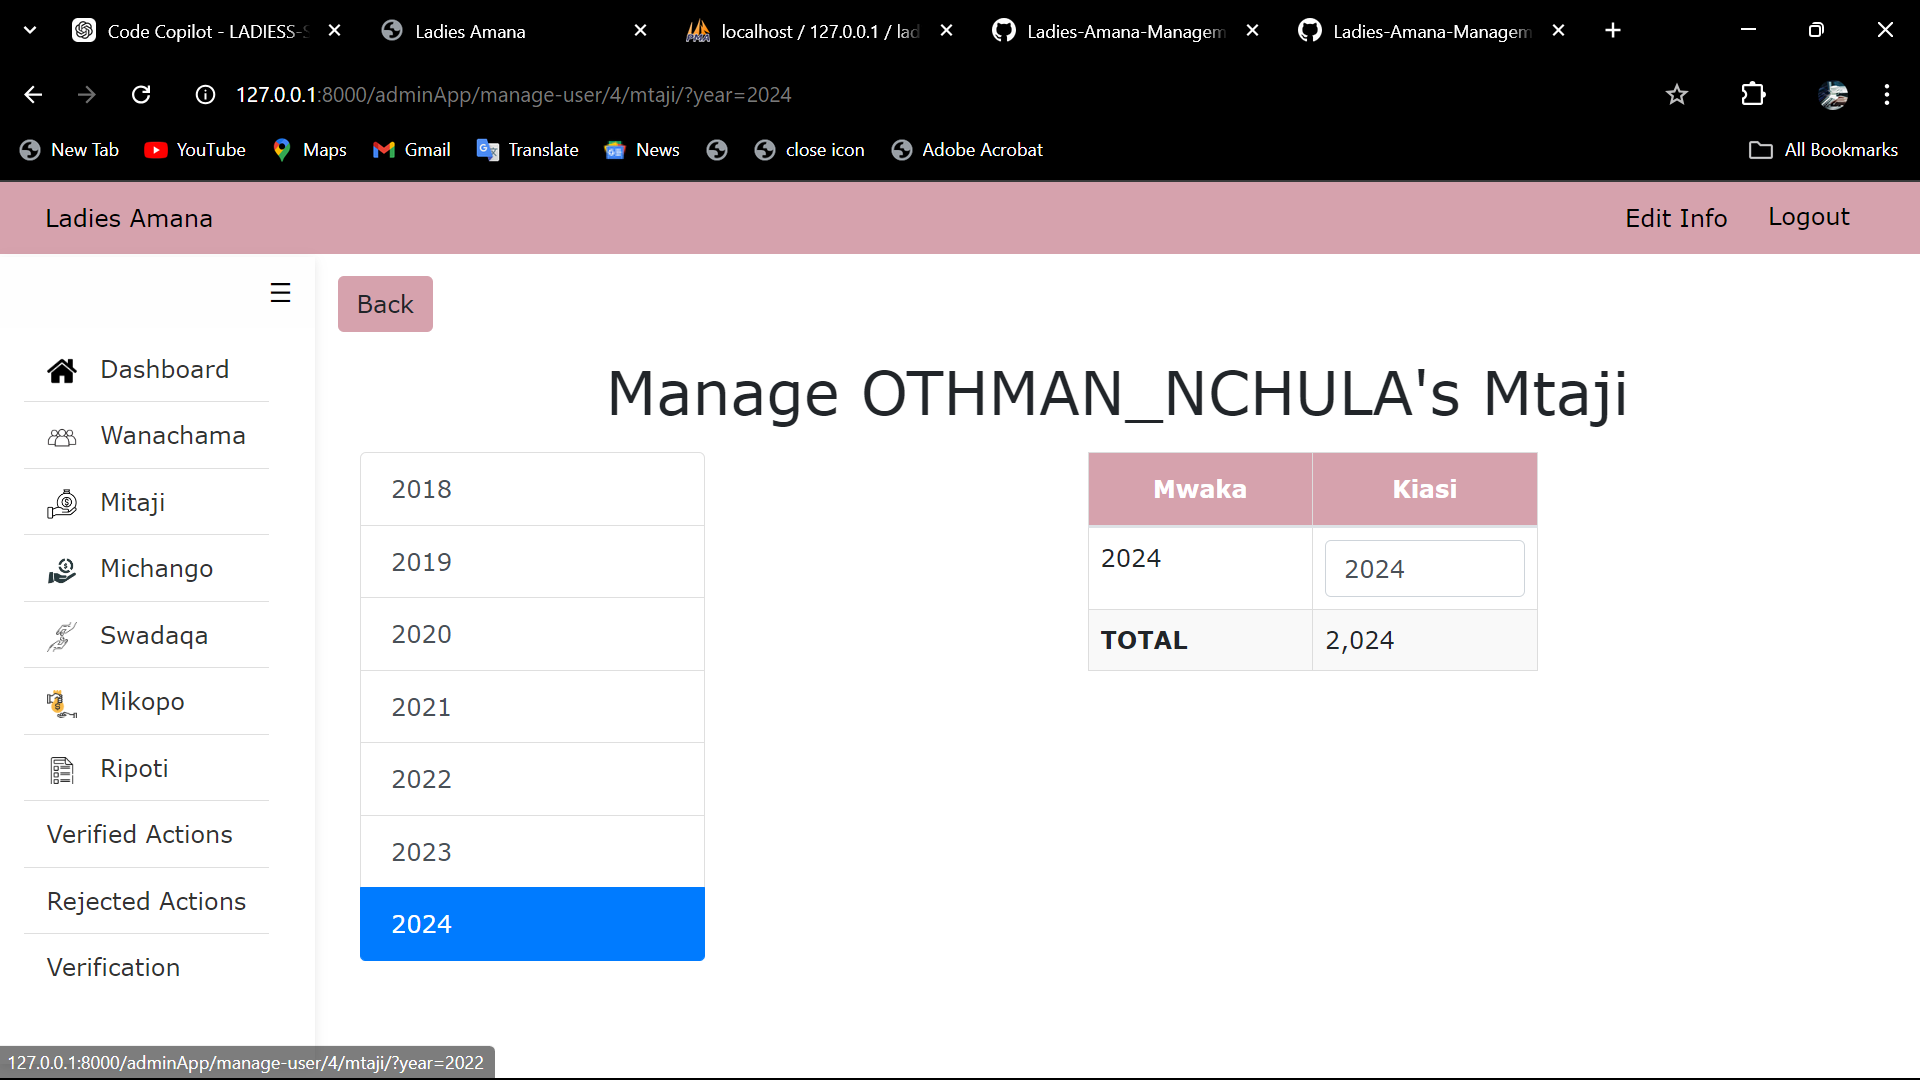 Code Copilot - LADIESS-S
Ladies Amana
localhost / 127.0.0.1 / lad
Ladies-Amana-Managem
Ladies-Amana-Managem
127.0.0.1:8000/adminApp/manage-user/4/mtaji/?year=2024
New Tab
YouTube
Maps
Gmail
Translate
News
close icon
Adobe Acrobat
All Bookmarks
Ladies Amana
Edit Info
Logout
Back
Dashboard
Wanachama
Mitaji
Michango
Swadaqa
Mikopo
Ripoti
Verified Actions
Rejected Actions
Verification
Manage OTHMAN_NCHULA's Mtaji
2018
2019
2020
2021
2022
2023
2024
Mwaka Kiasi
2024 2024
TOTAL 2,024
127.0.0.1:8000/adminApp/manage-user/4/mtaji/?year=2022